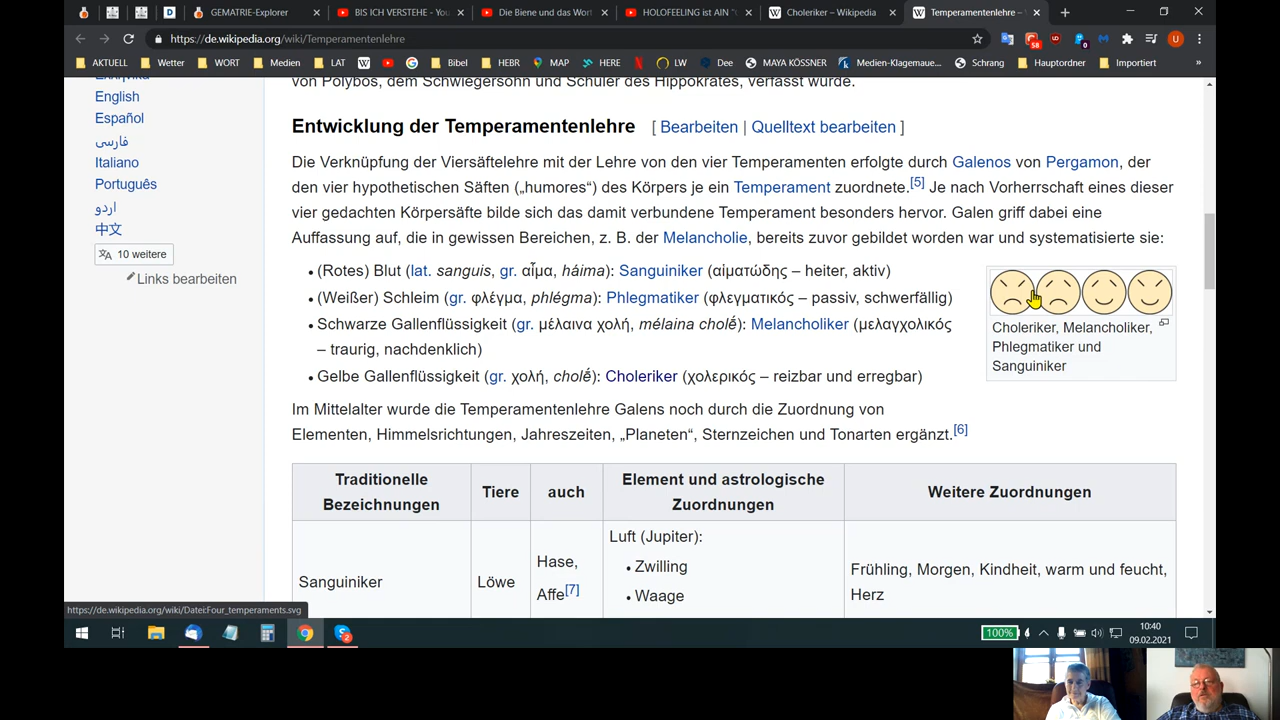 GEMATRIE-Explorer
BIS ICH VERSTEHE - You
Die Biene und das Wort
HOLOFEELING ist AIN "G
Choleriker – Wikipedia
Temperamentenlehre –
https://de.wikipedia.org/wiki/Temperamentenlehre
58
0
U
AKTUELL
Wetter
WORT
Medien
LAT
Bibel
HEBR
MAP
HERE
LW
Dee
MAYA KÖSSNER
Medien-Klagemaue...
Schrang
Hauptordner
Importiert
»
Ελληνικά
English
Español
فارسی
Italiano
Português
اردو
中文
10 weitere
Links bearbeiten
von Polybos, dem Schwiegersohn und Schüler des Hippokrates, verfasst wurde.
Entwicklung der Temperamentenlehre [ Bearbeiten | Quelltext bearbeiten ]
Die Verknüpfung der Viersäftelehre mit der Lehre von den vier Temperamenten erfolgte durch Galenos von Pergamon, der
den vier hypothetischen Säften („humores“) des Körpers je ein Temperament zuordnete.[5] Je nach Vorherrschaft eines dieser
vier gedachten Körpersäfte bilde sich das damit verbundene Temperament besonders hervor. Galen griff dabei eine
Auffassung auf, die in gewissen Bereichen, z. B. der Melancholie, bereits zuvor gebildet worden war und systematisierte sie:
• (Rotes) Blut (lat. sanguis, gr. αἷμα, háima): Sanguiniker (αἱματώδης – heiter, aktiv)
• (Weißer) Schleim (gr. φλέγμα, phlégma): Phlegmatiker (φλεγματικός – passiv, schwerfällig)
• Schwarze Gallenflüssigkeit (gr. μέλαινα χολή, mélaina cholḗ): Melancholiker (μελαγχολικός
– traurig, nachdenklich)
• Gelbe Gallenflüssigkeit (gr. χολή, cholḗ): Choleriker (χολερικός – reizbar und erregbar)
Choleriker, Melancholiker,
Phlegmatiker und
Sanguiniker
Im Mittelalter wurde die Temperamentenlehre Galens noch durch die Zuordnung von
Elementen, Himmelsrichtungen, Jahreszeiten, „Planeten“, Sternzeichen und Tonarten ergänzt.[6]
Traditionelle
Bezeichnungen
Tiere
auch
Element und astrologische
Zuordnungen
Weitere Zuordnungen
Sanguiniker
Löwe
Hase,
Affe[7]
Luft (Jupiter):
• Zwilling
• Waage
Frühling, Morgen, Kindheit, warm und feucht,
Herz
https://de.wikipedia.org/wiki/Datei:Four_temperaments.svg
100%
10:40
09.02.2021